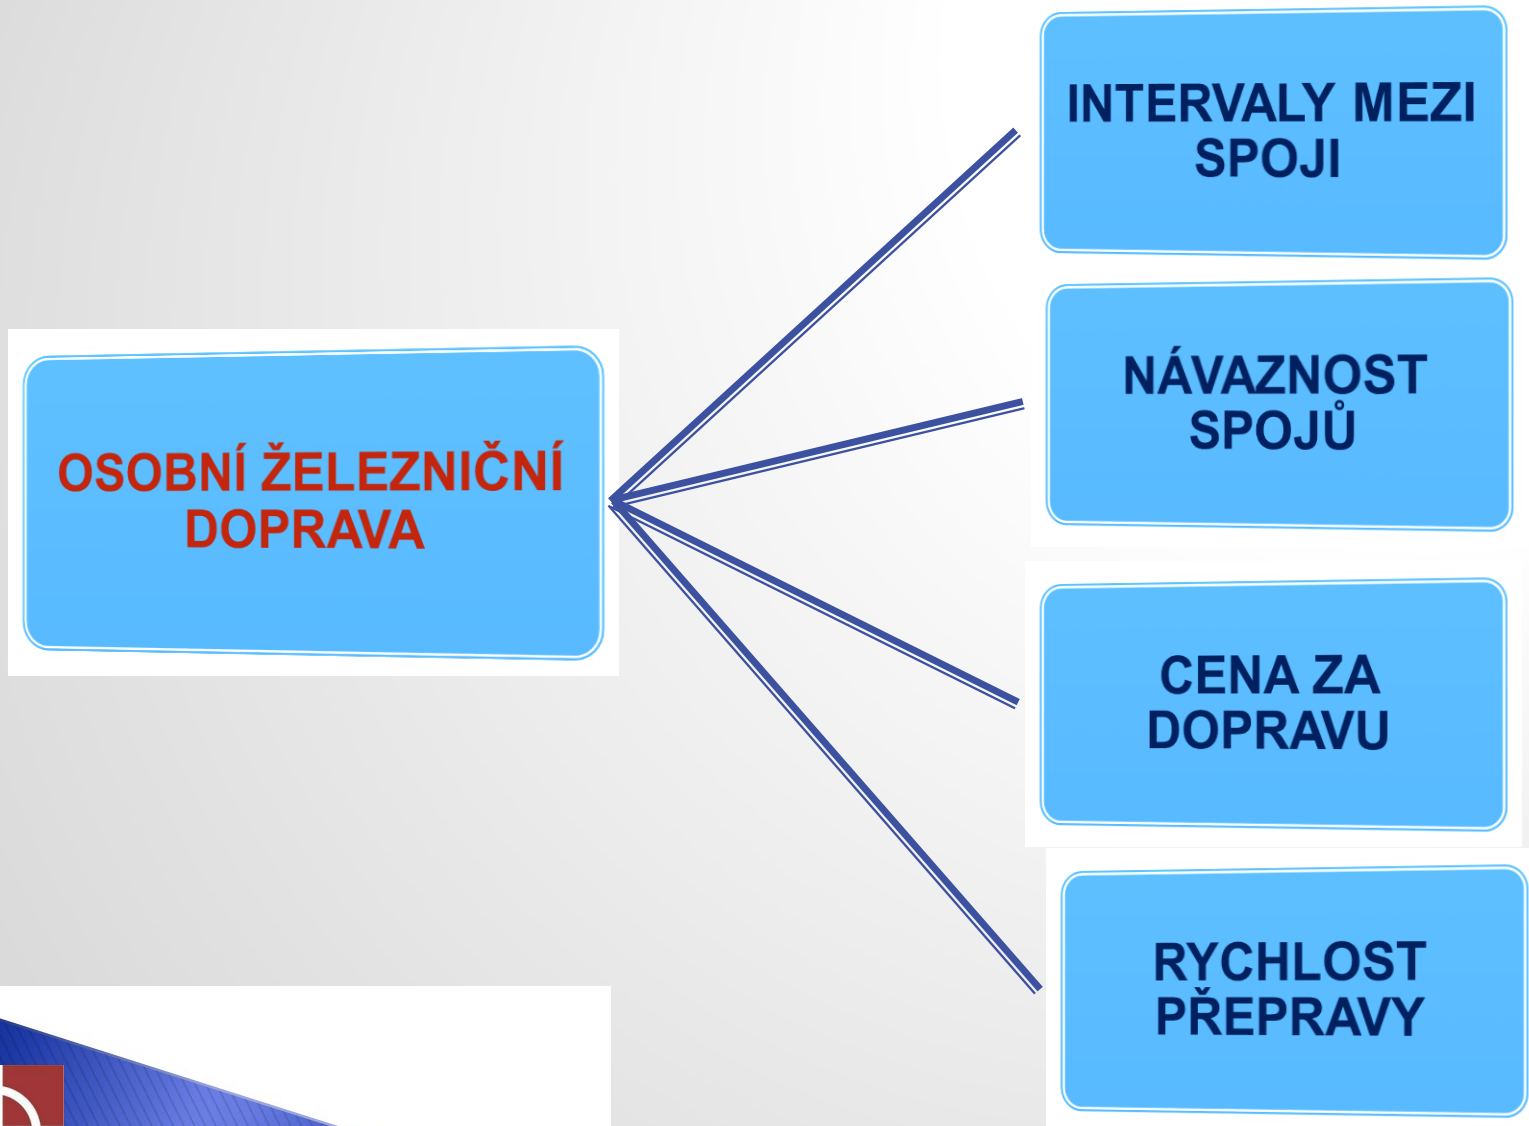 OSOBNÍ ŽELEZNIČNÍ
DOPRAVA
INTERVALY MEZI
SPOJI
NÁVAZNOST
SPOJŮ
CENA ZA
DOPRAVU
RYCHLOST
PŘEPRAVY